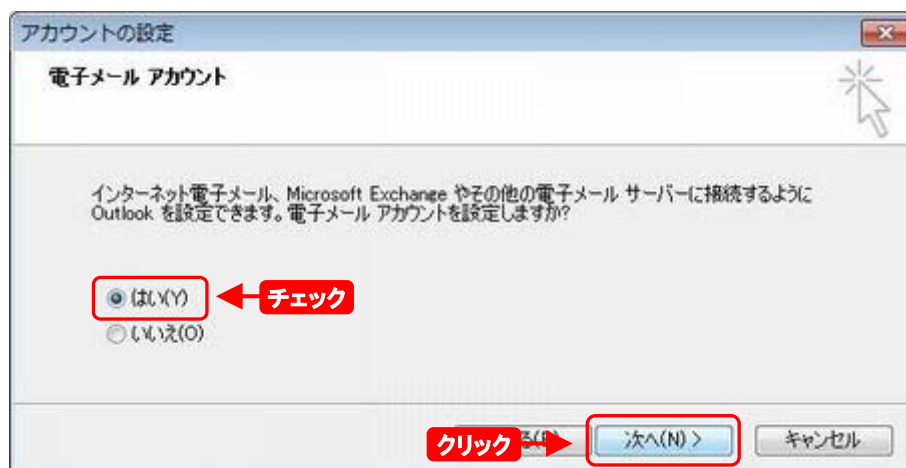 アカウントの設定
電子メール アカウント
インターネット電子メール、Microsoft Exchange やその他の電子メール サーバーに接続するように
Outlook を設定できます。電子メール アカウントを設定しますか?
はい(Y)
チェック
いいえ(O)
クリック
次へ(N) >
キャンセル